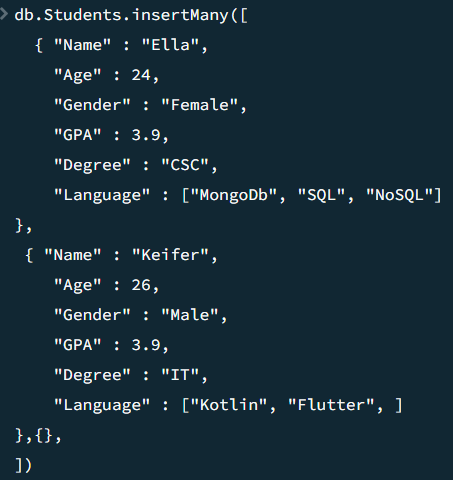 > db.Students.insertMany([
{ "Name" : "Ella",
"Age" : 24,
"Gender" : "Female",
"GPA" : 3.9,
"Degree" : "CSC",
"Language" : ["MongoDb", "SQL", "NoSQL"]
},
{ "Name" : "Keifer",
"Age" : 26,
"Gender" : "Male",
"GPA" : 3.9,
"Degree" : "IT",
"Language" : ["Kotlin", "Flutter", ]
},{},
])